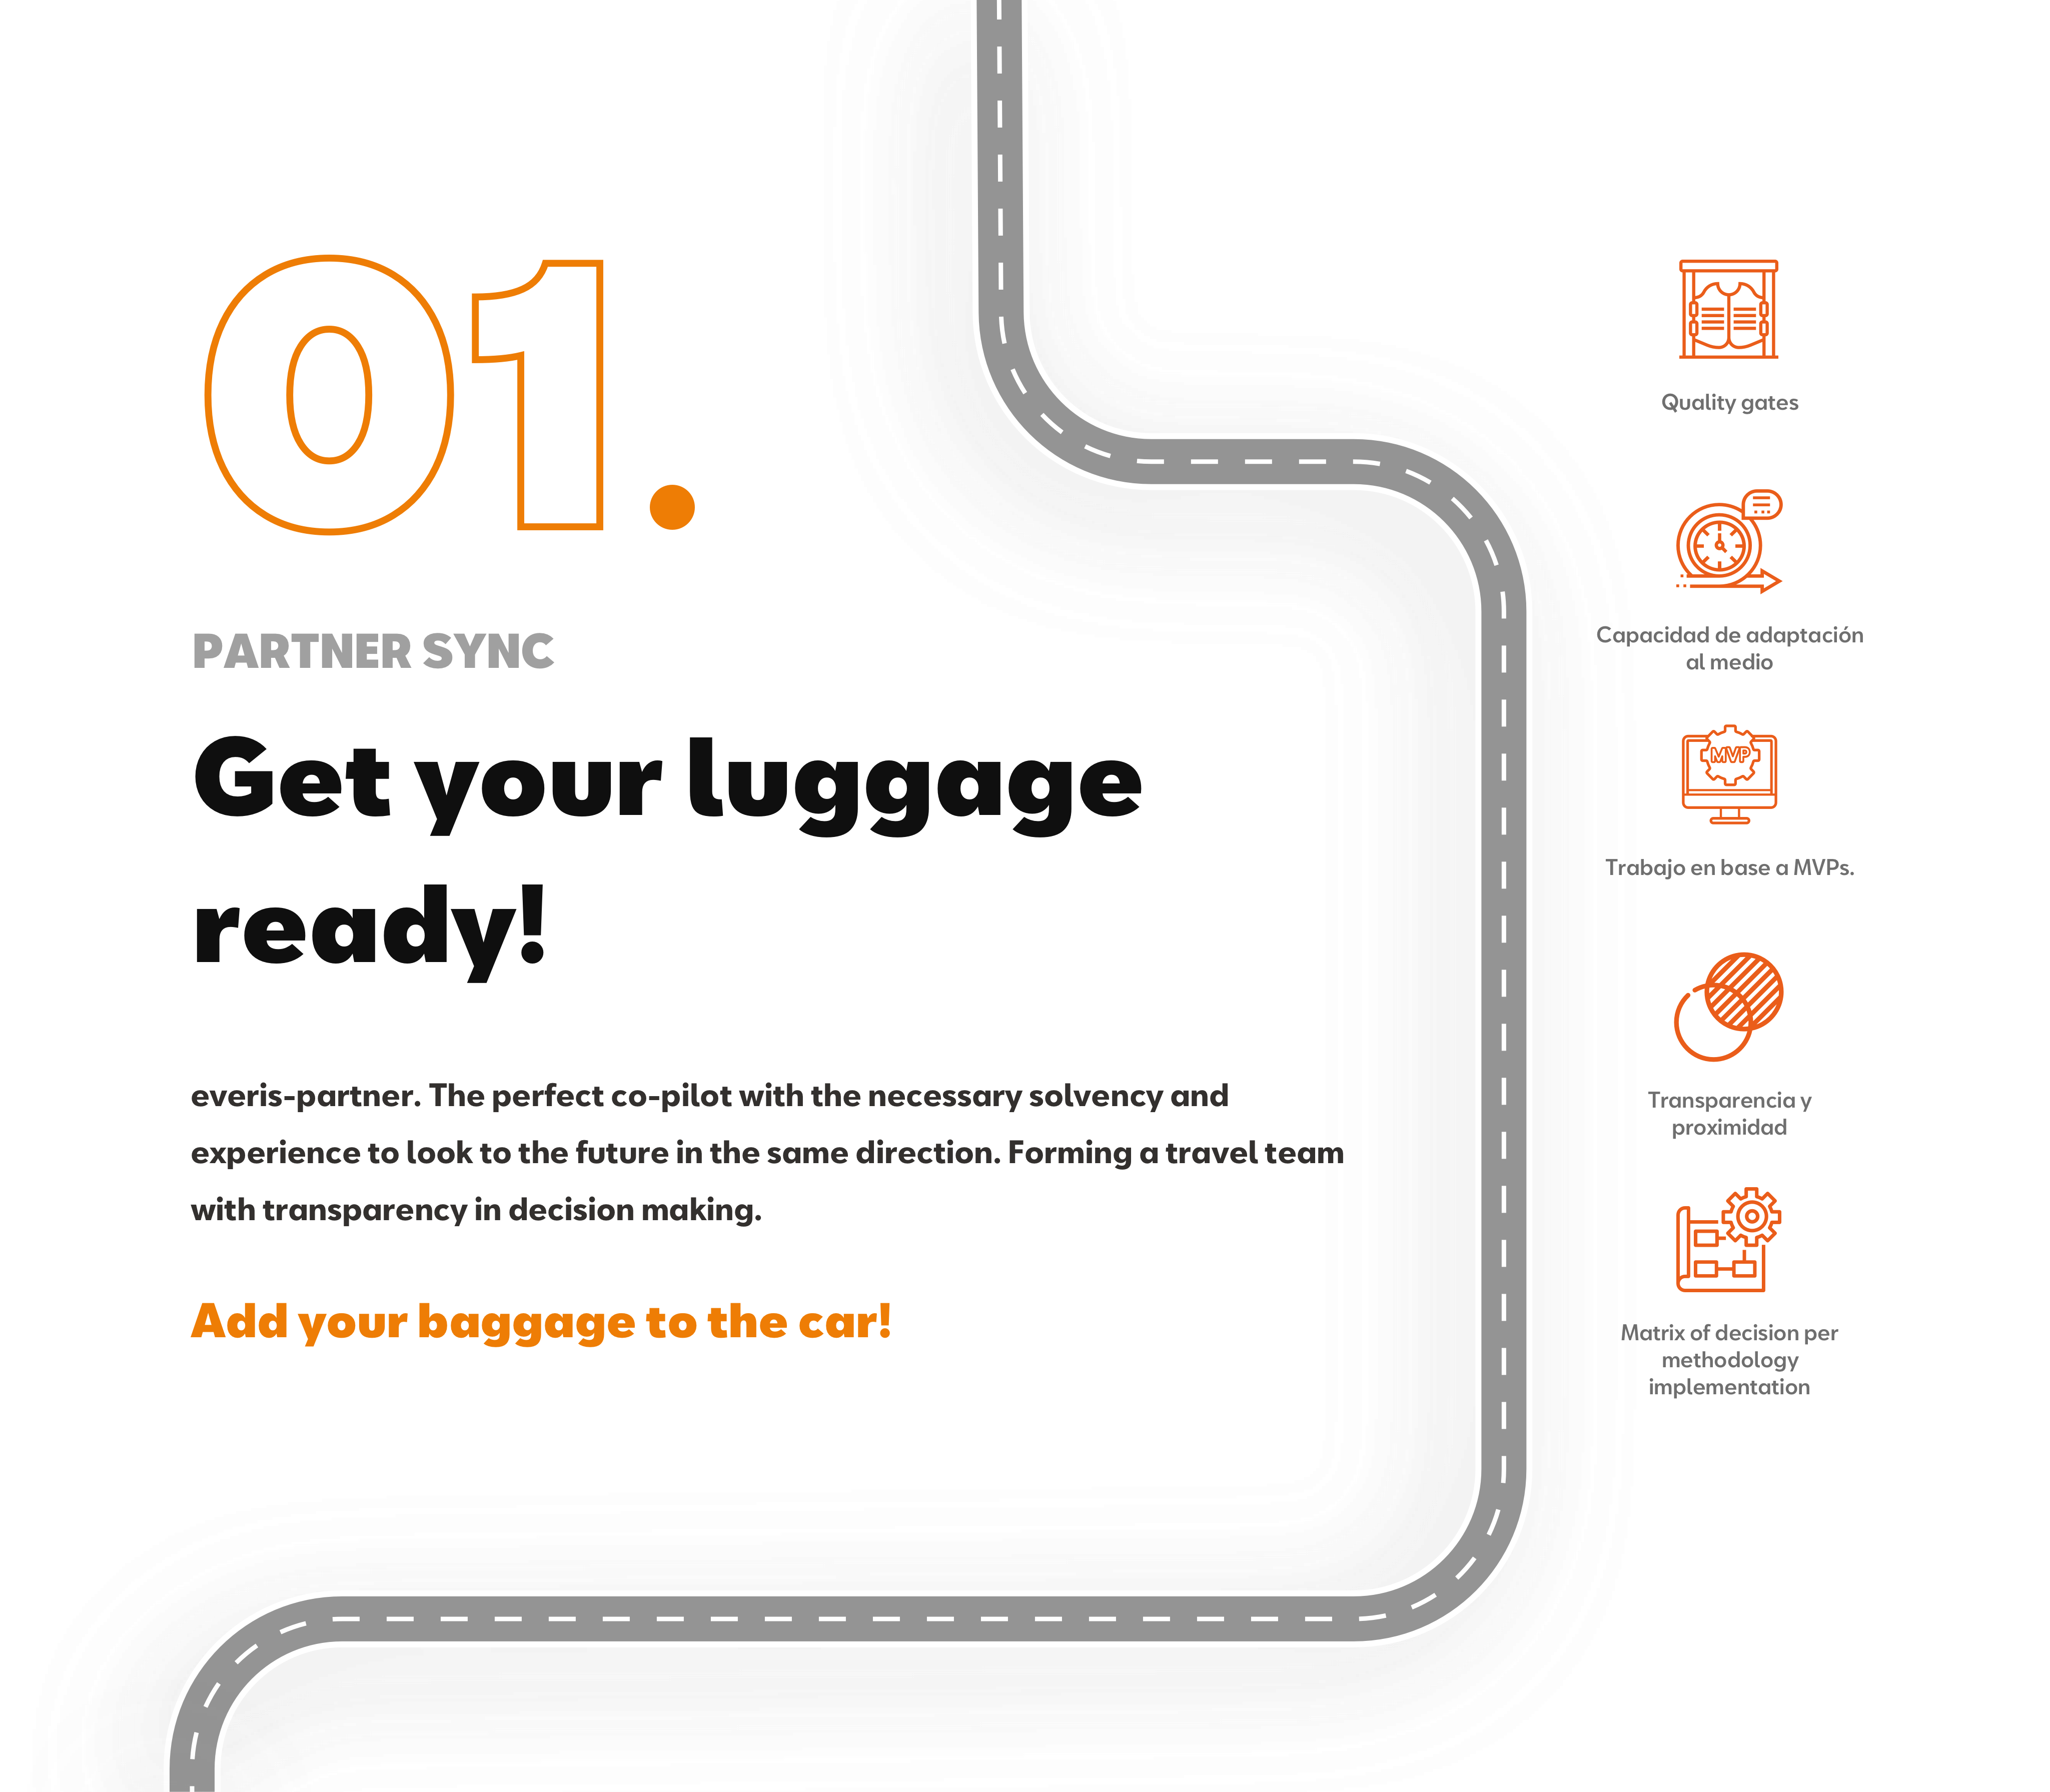 01.
PARTNER SYNC
Get your luggage
ready!
everis-partner. The perfect co-pilot with the necessary solvency and
experience to look to the future in the same direction. Forming a travel team
with transparency in decision making.
Add your baggage to the car!
Quality gates
Capacidad de adaptación
al medio
MVP
Trabajo en base a MVPs.
Transparencia y
proximidad
Matrix of decision per
methodology
implementation